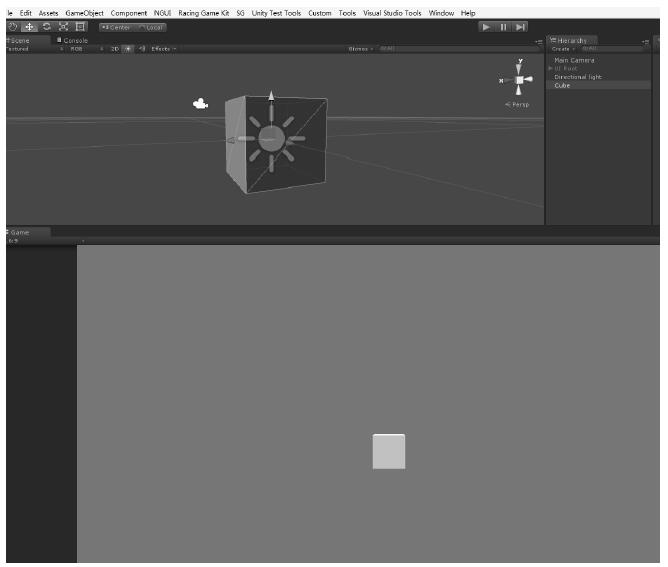 le Edit Assets GameObject Component NGUI Racing Game Kit SG Unity Test Tools Custom Tools Visual Studio Tools Window Help
Center Local
Scene Console
Textured RGB 2D Effects Gizmos All
Hierarchy
Create All
Main Camera
UI Root
Directional light
Cube
y
x
Persp
Game